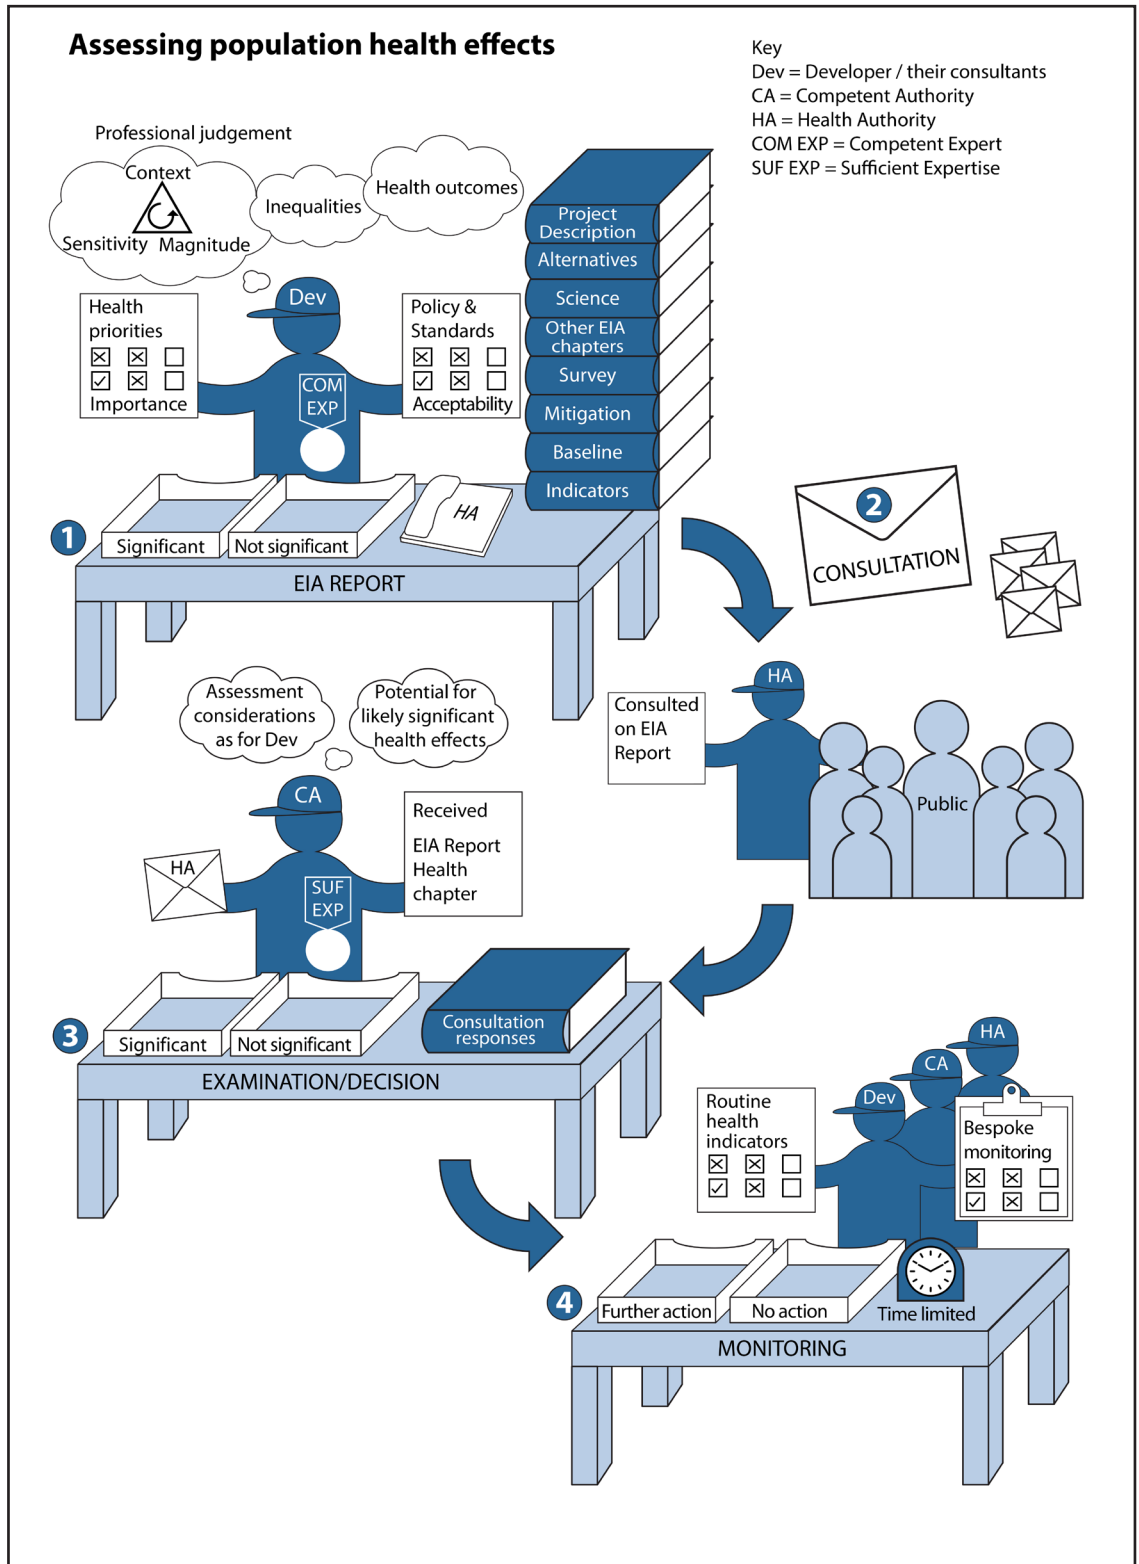 Assessing population health effects
Key
Dev = Developer / their consultants
CA = Competent Authority
HA = Health Authority
COM EXP = Competent Expert
SUF EXP = Sufficient Expertise
Professional judgement
Context
Sensitivity Magnitude
Inequalities
Health outcomes
Dev
COM
EXP
Health
priorities
Importance
Policy &
Standards
Acceptability
Project
Description
Alternatives
Science
Other EIA
chapters
Survey
Mitigation
Baseline
Indicators
1
Significant
Not significant
HA
EIA REPORT
2
CONSULTATION
HA
Consulted
on EIA
Report
Public
Assessment
considerations
as for Dev
Potential for
likely significant
health effects
CA
SUF
EXP
HA
Received
EIA Report
Health
chapter
3
Significant
Not significant
Consultation
responses
EXAMINATION/DECISION
HA
CA
Dev
Routine
health
indicators
Bespoke
monitoring
4
Further action
No action
Time limited
MONITORING